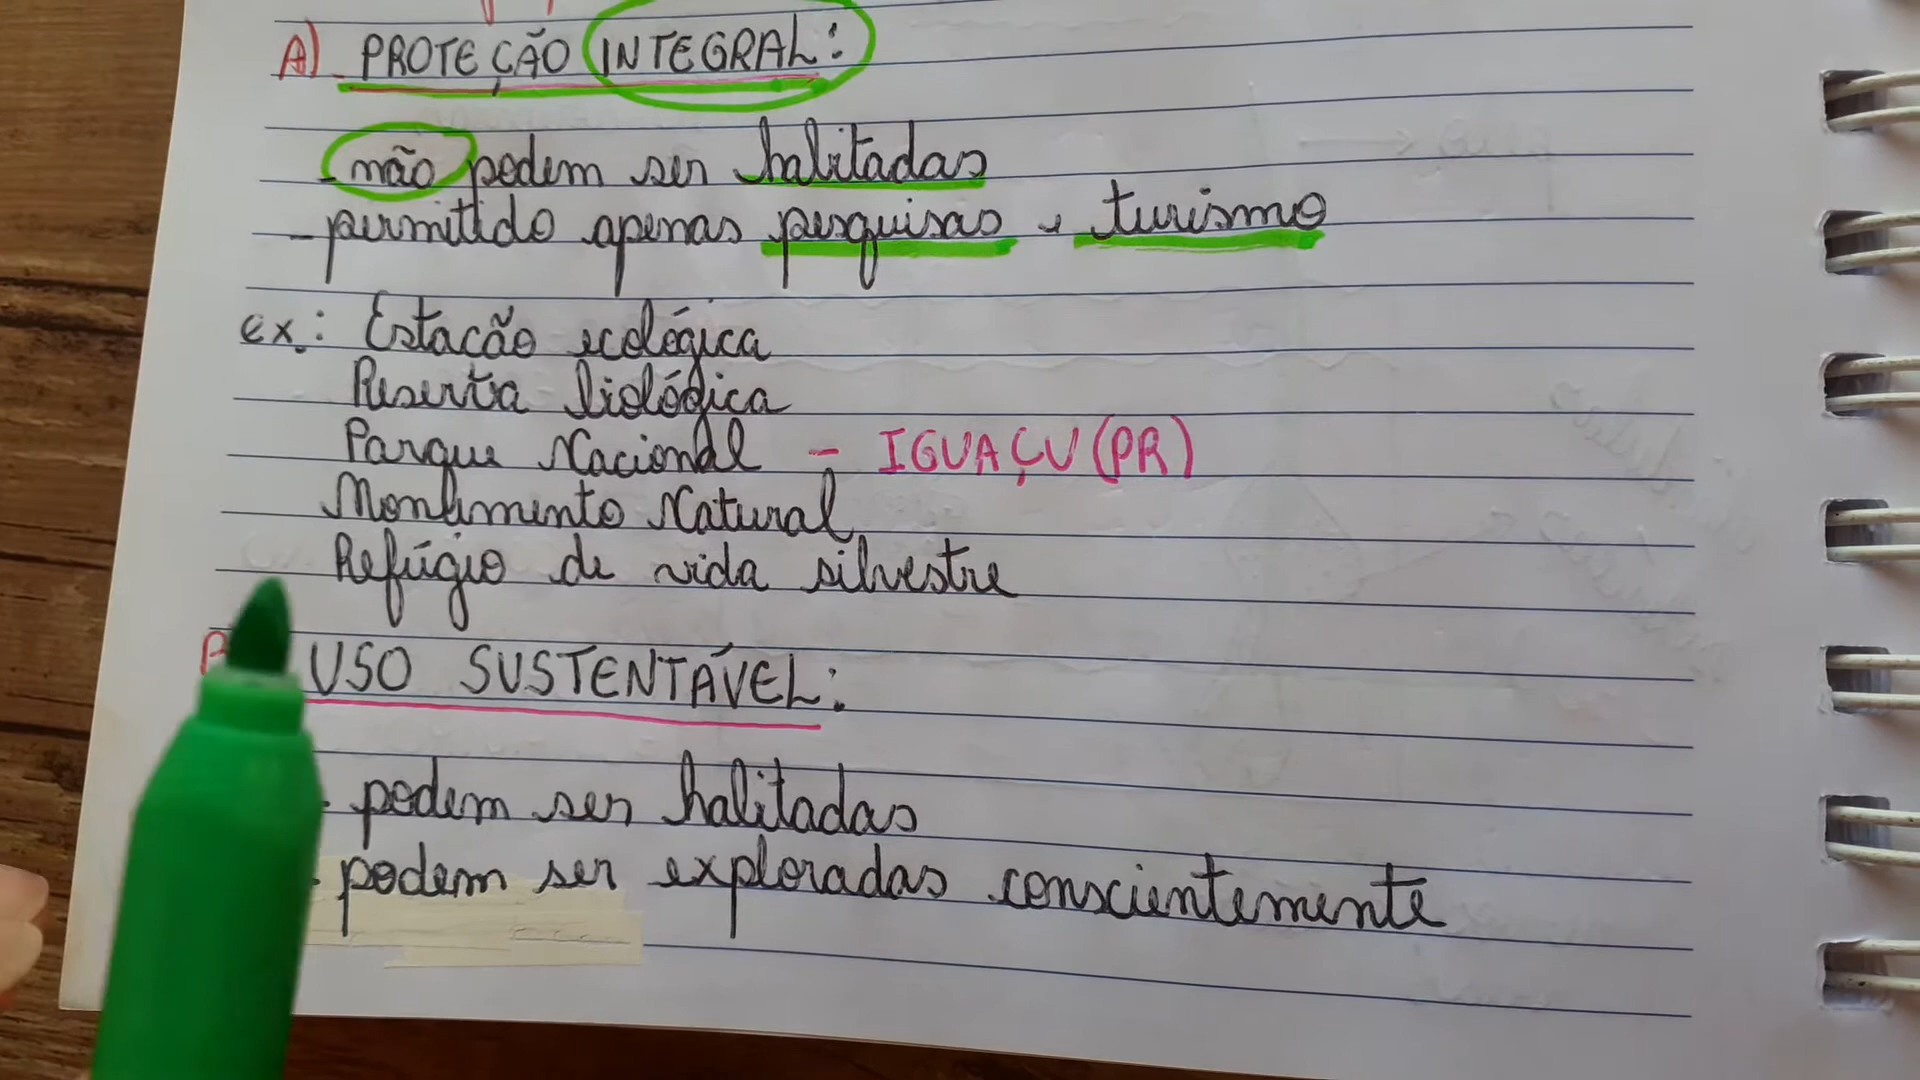 A) PROTEÇÃO INTEGRAL:
- não podem ser habitadas
- permitido apenas pesquisas e turismo
ex.: Estação ecológica
Reserva biológica
Parque Nacional - IGUAÇU (PR)
Monumento Natural
Refúgio de vida silvestre
USO SUSTENTÁVEL:
. podem ser habitadas
. podem ser exploradas conscientemente